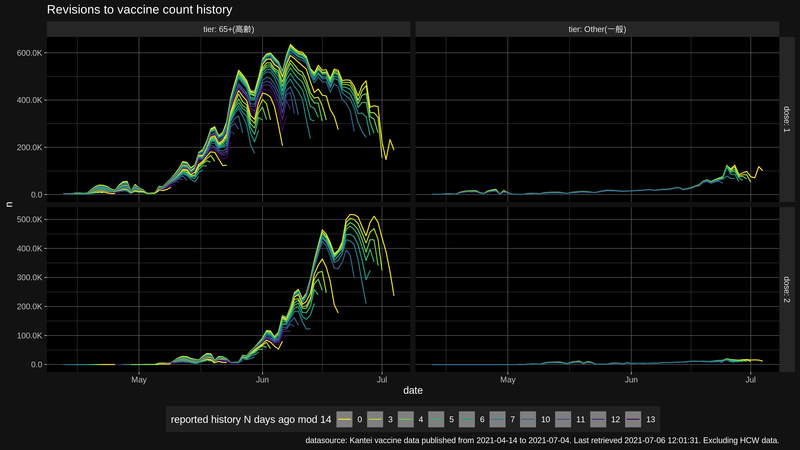 Revisions to vaccine count history
tier: 65+(高齢)
tier: Other(一般)
600.0K
400.0K
200.0K
0.0
dose: 1
n
500.0K
400.0K
300.0K
200.0K
100.0K
0.0
dose: 2
May
Jun
Jul
May
Jun
Jul
date
reported history N days ago mod 14
0
3
4
5
6
7
10
11
12
13
datasource: Kantei vaccine data published from 2021-04-14 to 2021-07-04. Last retrieved 2021-07-06 12:01:31. Excluding HCW data.